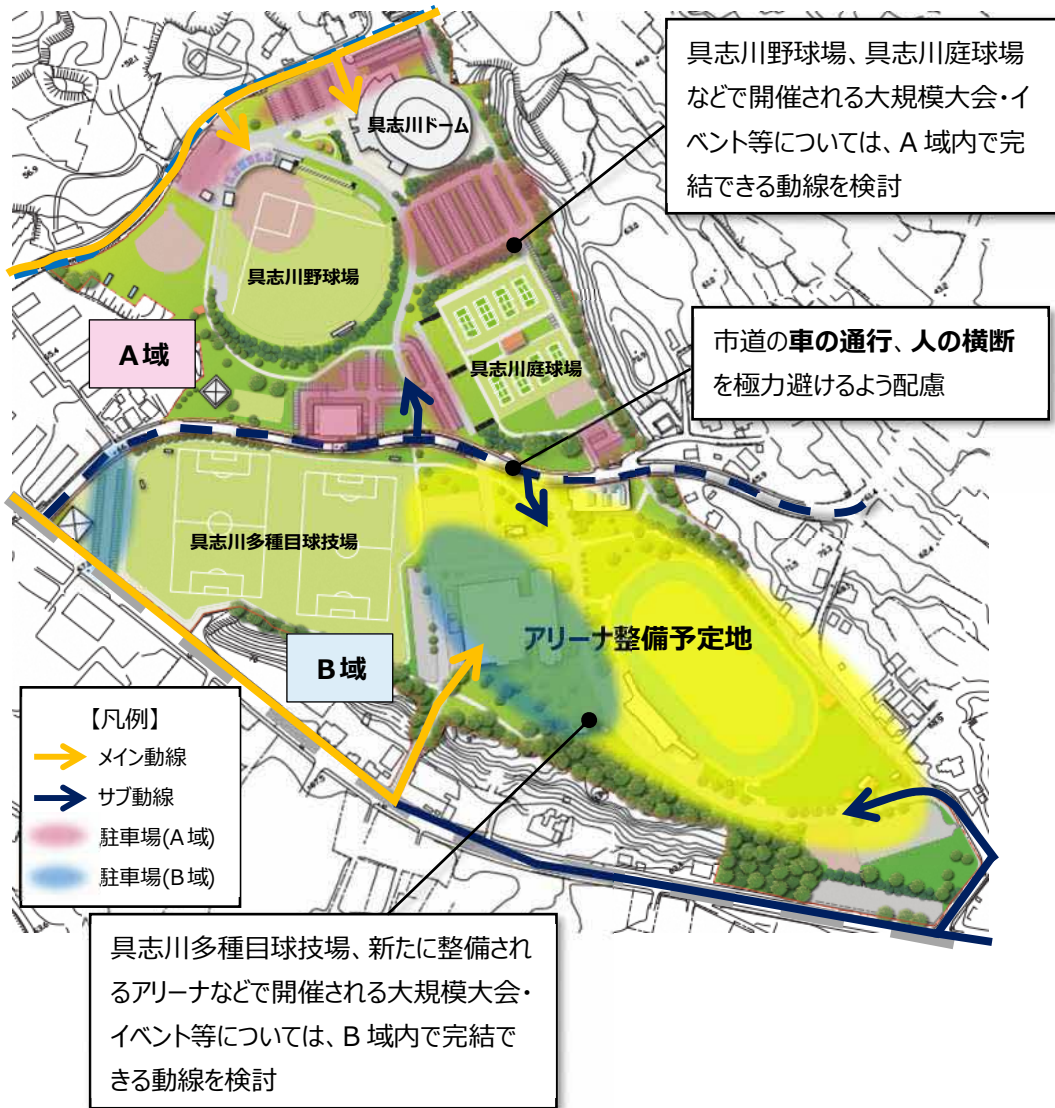 具志川野球場、具志川庭球場
などで開催される大規模大会・イ
ベント等については、A 域内で完
結できる動線を検討
具志川ドーム
具志川野球場
A域
具志川庭球場
市道の車の通行、人の横断
を極力避けるよう配慮
具志川多種目球技場
アリーナ整備予定地
B域
【凡例】
メイン動線
サブ動線
駐車場(A域)
駐車場(B域)
具志川多種目球技場、新たに整備され
るアリーナなどで開催される大規模大会・
イベント等については、B 域内で完結で
きる動線を検討